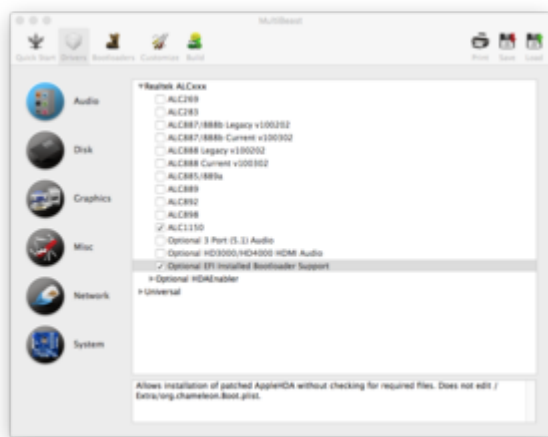 MultiBeast
Quick Start Drivers Bootloaders Customize Build Print Save Load
Audio
Disk
Graphics
Misc
Network
System
Realtek ALCxxx
ALC269
ALC283
ALC887/888b Legacy v100202
ALC887/888b Current v100302
ALC888 Legacy v100202
ALC888 Current v100302
ALC885/889a
ALC889
ALC892
ALC898
ALC1150
Optional 3 Port (5.1) Audio
Optional HD3000/HD4000 HDMI Audio
Optional EFI Installed Bootloader Support
Optional HDAEnabler
Universal
Allows installation of patched AppleHDA without checking for required files. Does not edit /
Extra/org.chameleon.Boot.plist.